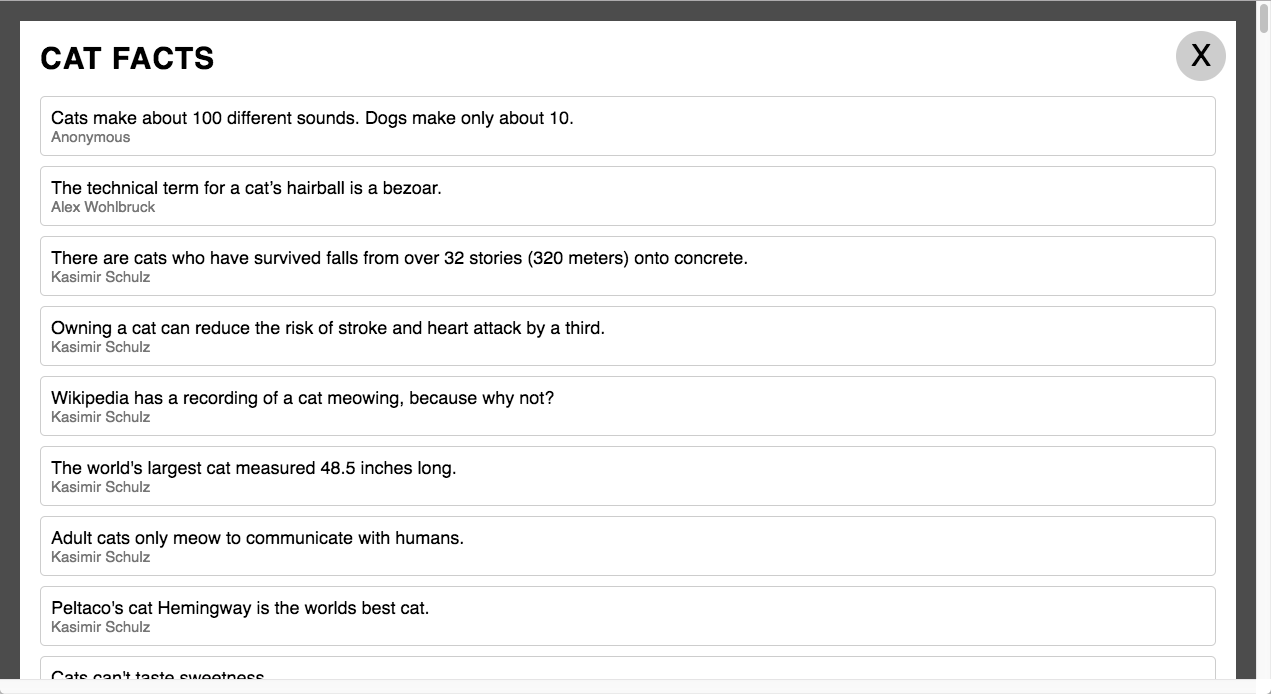 CAT FACTS
X
Cats make about 100 different sounds. Dogs make only about 10.
Anonymous
The technical term for a cat’s hairball is a bezoar.
Alex Wohlbruck
There are cats who have survived falls from over 32 stories (320 meters) onto concrete.
Kasimir Schulz
Owning a cat can reduce the risk of stroke and heart attack by a third.
Kasimir Schulz
Wikipedia has a recording of a cat meowing, because why not?
Kasimir Schulz
The world's largest cat measured 48.5 inches long.
Kasimir Schulz
Adult cats only meow to communicate with humans.
Kasimir Schulz
Peltaco's cat Hemingway is the worlds best cat.
Kasimir Schulz
Cats can't taste sweetness.